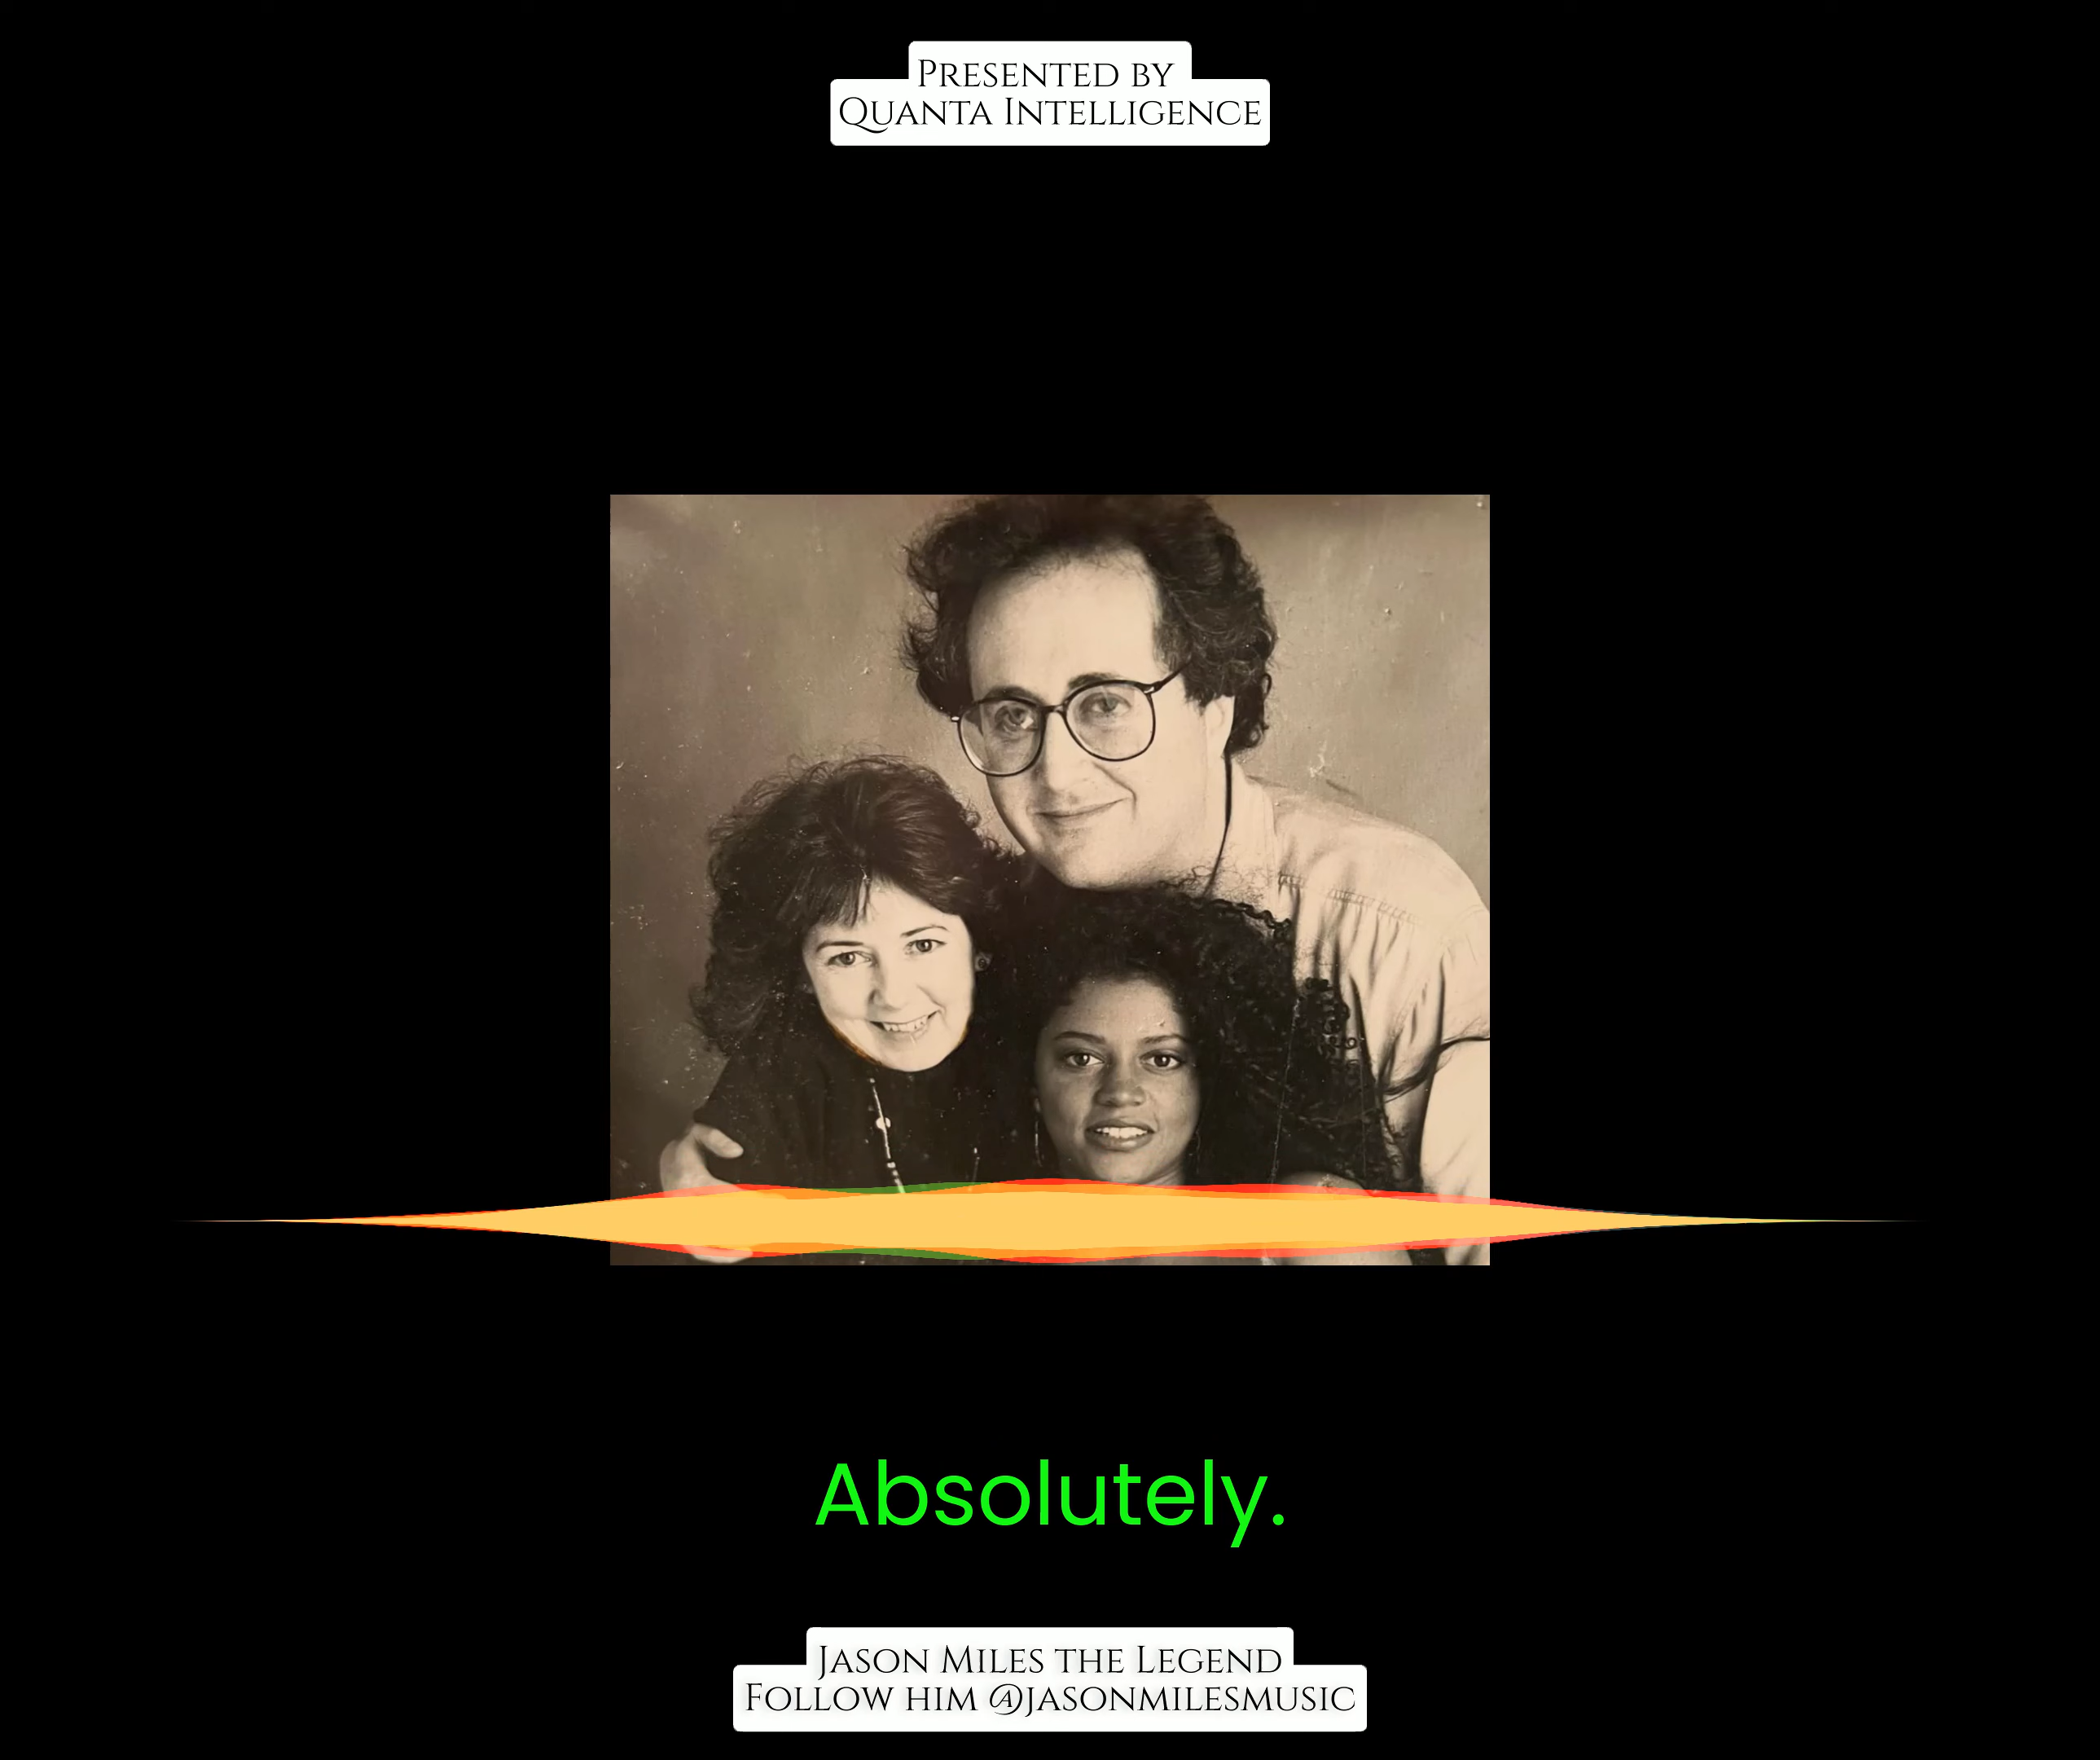 Presented by
Quanta Intelligence
Absolutely.
Jason Miles the Legend
Follow him @jasonmilesmusic